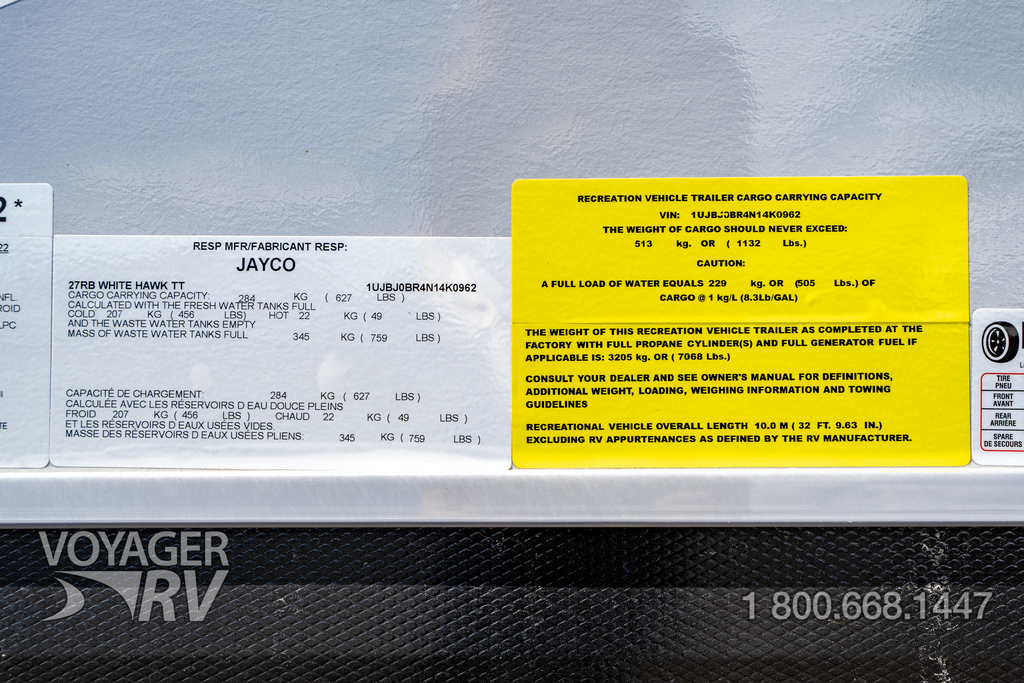 2 *
22
NFL.
ROID
LPC
TE
RESP MFR/FABRICANT RESP:
JAYCO
27RB WHITE HAWK TT 1UJBJ0BR4N14K0962
CARGO CARRYING CAPACITY: 284 KG ( 627 LBS )
CALCULATED WITH THE FRESH WATER TANKS FULL
COLD 207 KG ( 456 LBS) HOT 22 KG ( 49 LBS )
AND THE WASTE WATER TANKS EMPTY
MASS OF WASTE WATER TANKS FULL 345 KG ( 759 LBS )
CAPACITÉ DE CHARGEMENT: 284 KG ( 627 LBS )
CALCULÉE AVEC LES RÉSERVOIRS D EAU DOUCE PLEINS
FROID 207 KG ( 456 LBS ) CHAUD 22 KG ( 49 LBS )
ET LES RÉSERVOIRS D EAUX USÉES VIDES
MASSE DES RÉSERVOIRS D EAUX USÉES PLIENS: 345 KG ( 759 LBS )
RECREATION VEHICLE TRAILER CARGO CARRYING CAPACITY
VIN: 1UJBJ0BR4N14K0962
THE WEIGHT OF CARGO SHOULD NEVER EXCEED:
513 kg. OR ( 1132 Lbs.)
CAUTION:
A FULL LOAD OF WATER EQUALS 229 kg. OR (505 Lbs.) OF
CARGO @ 1 kg/L (8.3Lb/GAL)
THE WEIGHT OF THIS RECREATION VEHICLE TRAILER AS COMPLETED AT THE
FACTORY WITH FULL PROPANE CYLINDER(S) AND FULL GENERATOR FUEL IF
APPLICABLE IS: 3205 kg. OR ( 7068 Lbs.)
CONSULT YOUR DEALER AND SEE OWNER'S MANUAL FOR DEFINITIONS,
ADDITIONAL WEIGHT, LOADING, WEIGHING INFORMATION AND TOWING
GUIDELINES
RECREATIONAL VEHICLE OVERALL LENGTH 10.0 M ( 32 FT. 9.63 IN.)
EXCLUDING RV APPURTENANCES AS DEFINED BY THE RV MANUFACTURER.
TIRE
PNEU
FRONT
AVANT
REAR
ARRIÈRE
SPARE
DE SECOURS
VOYAGER
RV
1 800.668.1447